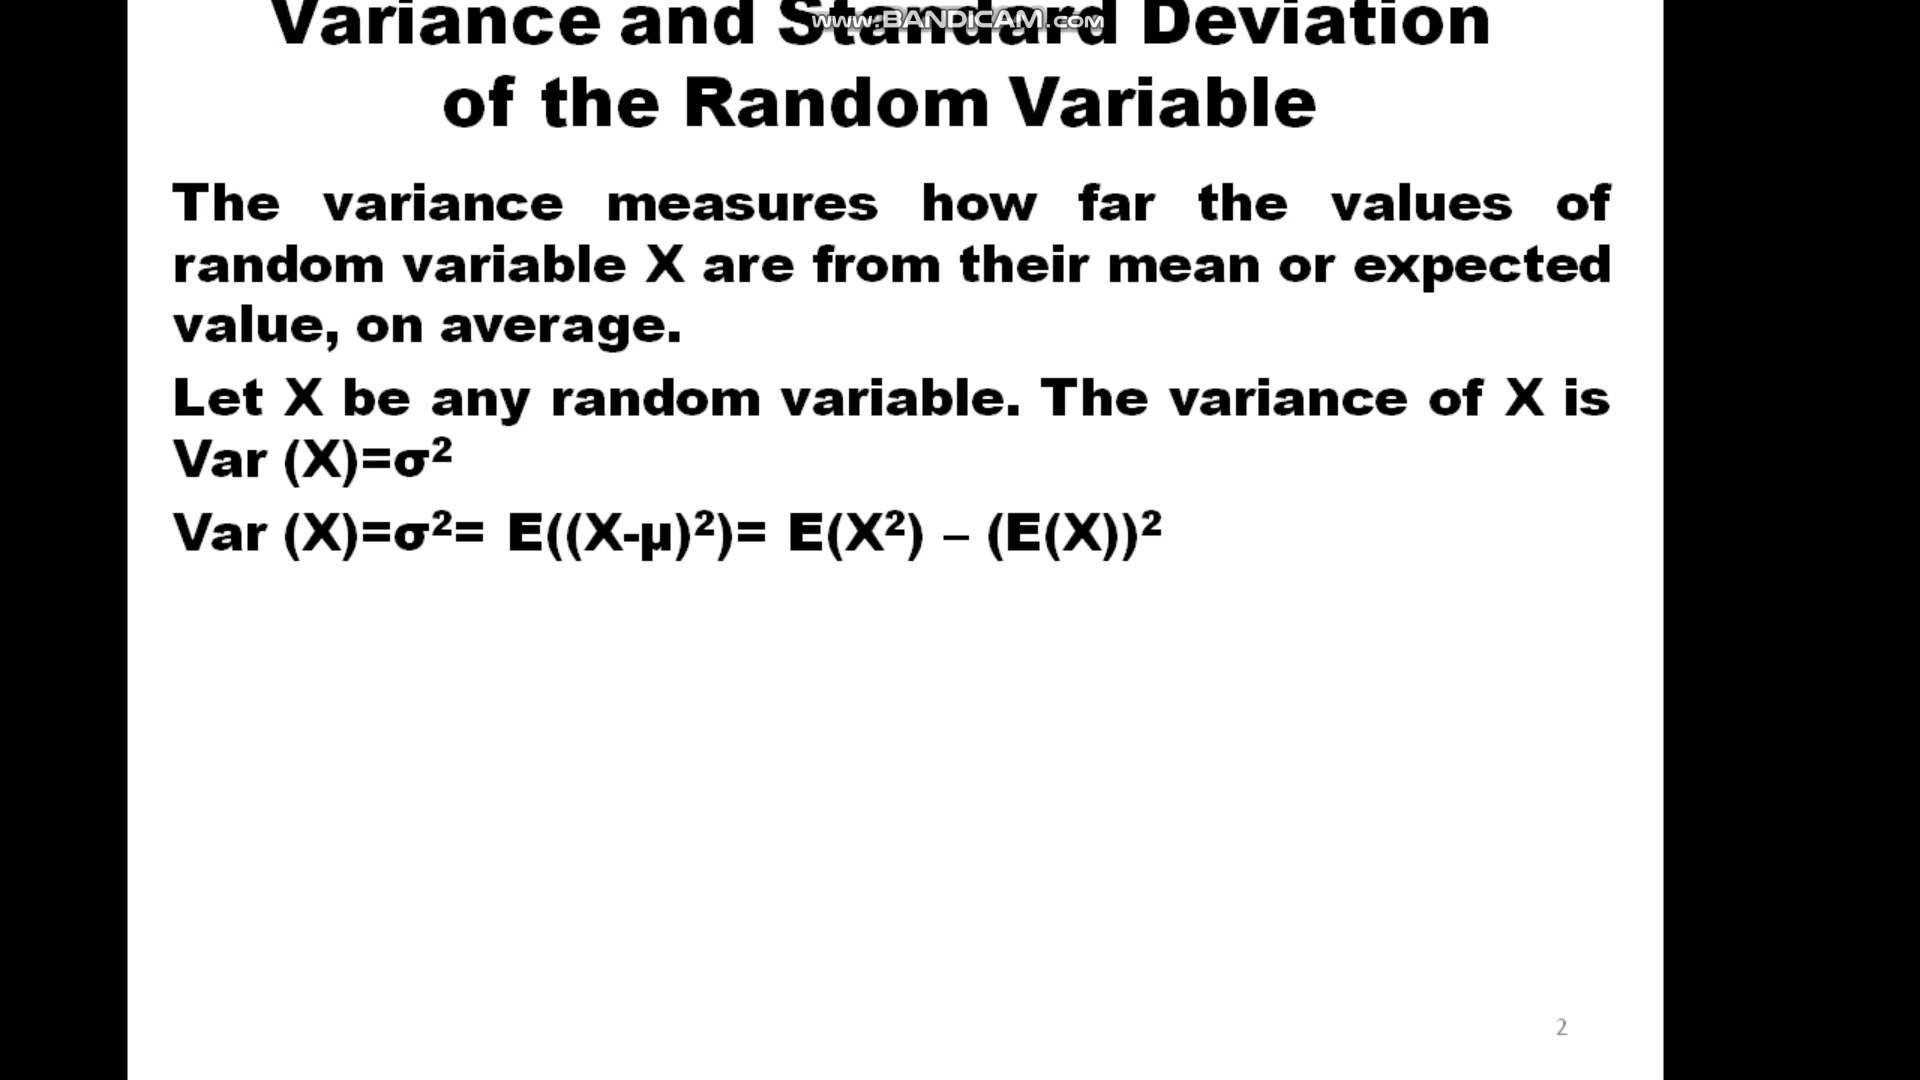 www.BANDICAM.com
Variance and Standard Deviation
of the Random Variable
The variance measures how far the values of
random variable X are from their mean or expected
value, on average.
Let X be any random variable. The variance of X is
Var (X)=σ²
Var (X)=σ²= E((X-µ)²)= E(X²) – (E(X))²
2